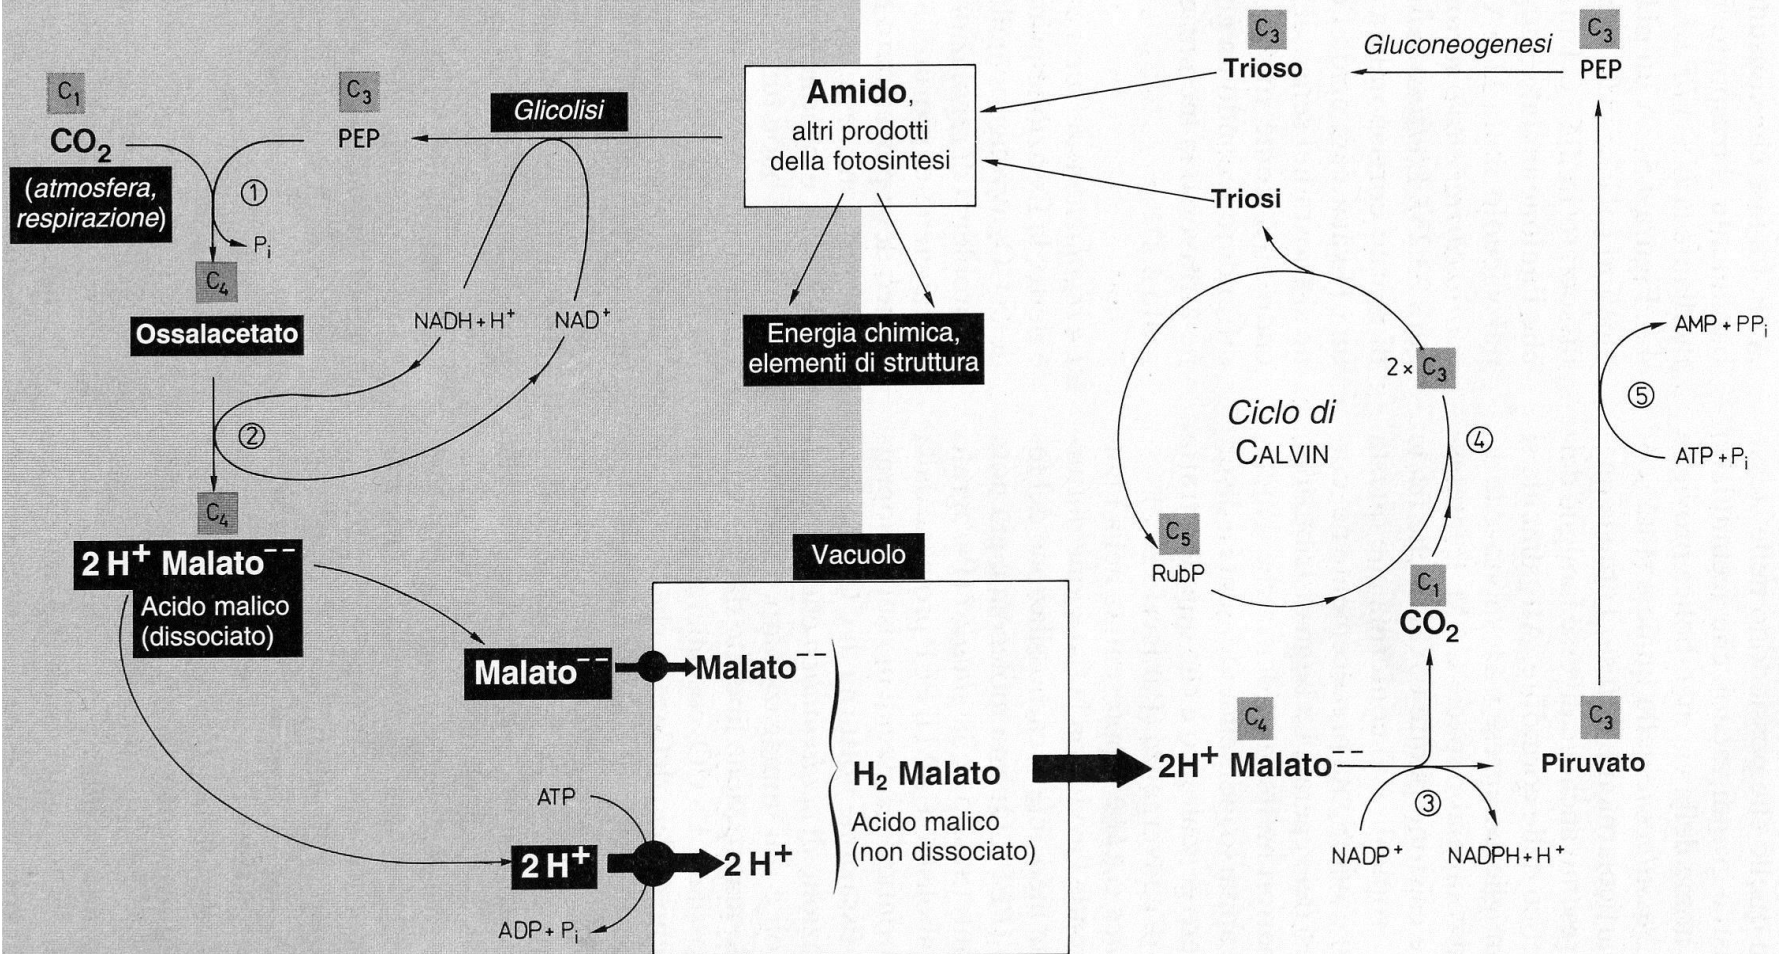 C₁
CO₂
(atmosfera,
respirazione)
C₃
PEP
①
Pᵢ
C₄
Ossalacetato
Glicolisi
NADH + H⁺
NAD⁺
②
C₄
2 H⁺ Malato⁻⁻
Acido malico
(dissociato)
Malato⁻⁻
ATP
2 H⁺
ADP + Pᵢ
Amido,
altri prodotti
della fotosintesi
Energia chimica,
elementi di struttura
Vacuolo
Malato⁻⁻
2 H⁺
H₂ Malato
Acido malico
(non dissociato)
C₃
Trioso
Gluconeogenesi
C₃
PEP
Triosi
2 × C₃
Ciclo di
CALVIN
④
C₅
RubP
C₁
CO₂
AMP + PPᵢ
⑤
ATP + Pᵢ
C₄
2H⁺ Malato⁻⁻
③
NADP⁺
NADPH + H⁺
C₃
Piruvato